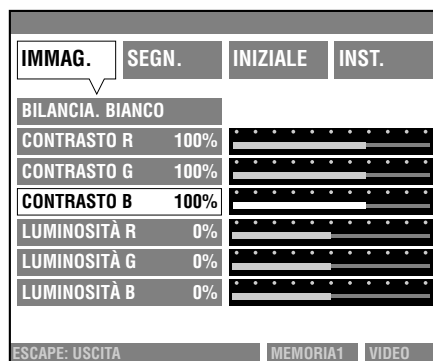 IMMAG. SEGN. INIZIALE INST.
BILANCIA. BIANCO
CONTRASTO R 100%
CONTRASTO G 100%
CONTRASTO B 100%
LUMINOSITÀ R 0%
LUMINOSITÀ G 0%
LUMINOSITÀ B 0%
ESCAPE: USCITA MEMORIA1 VIDEO